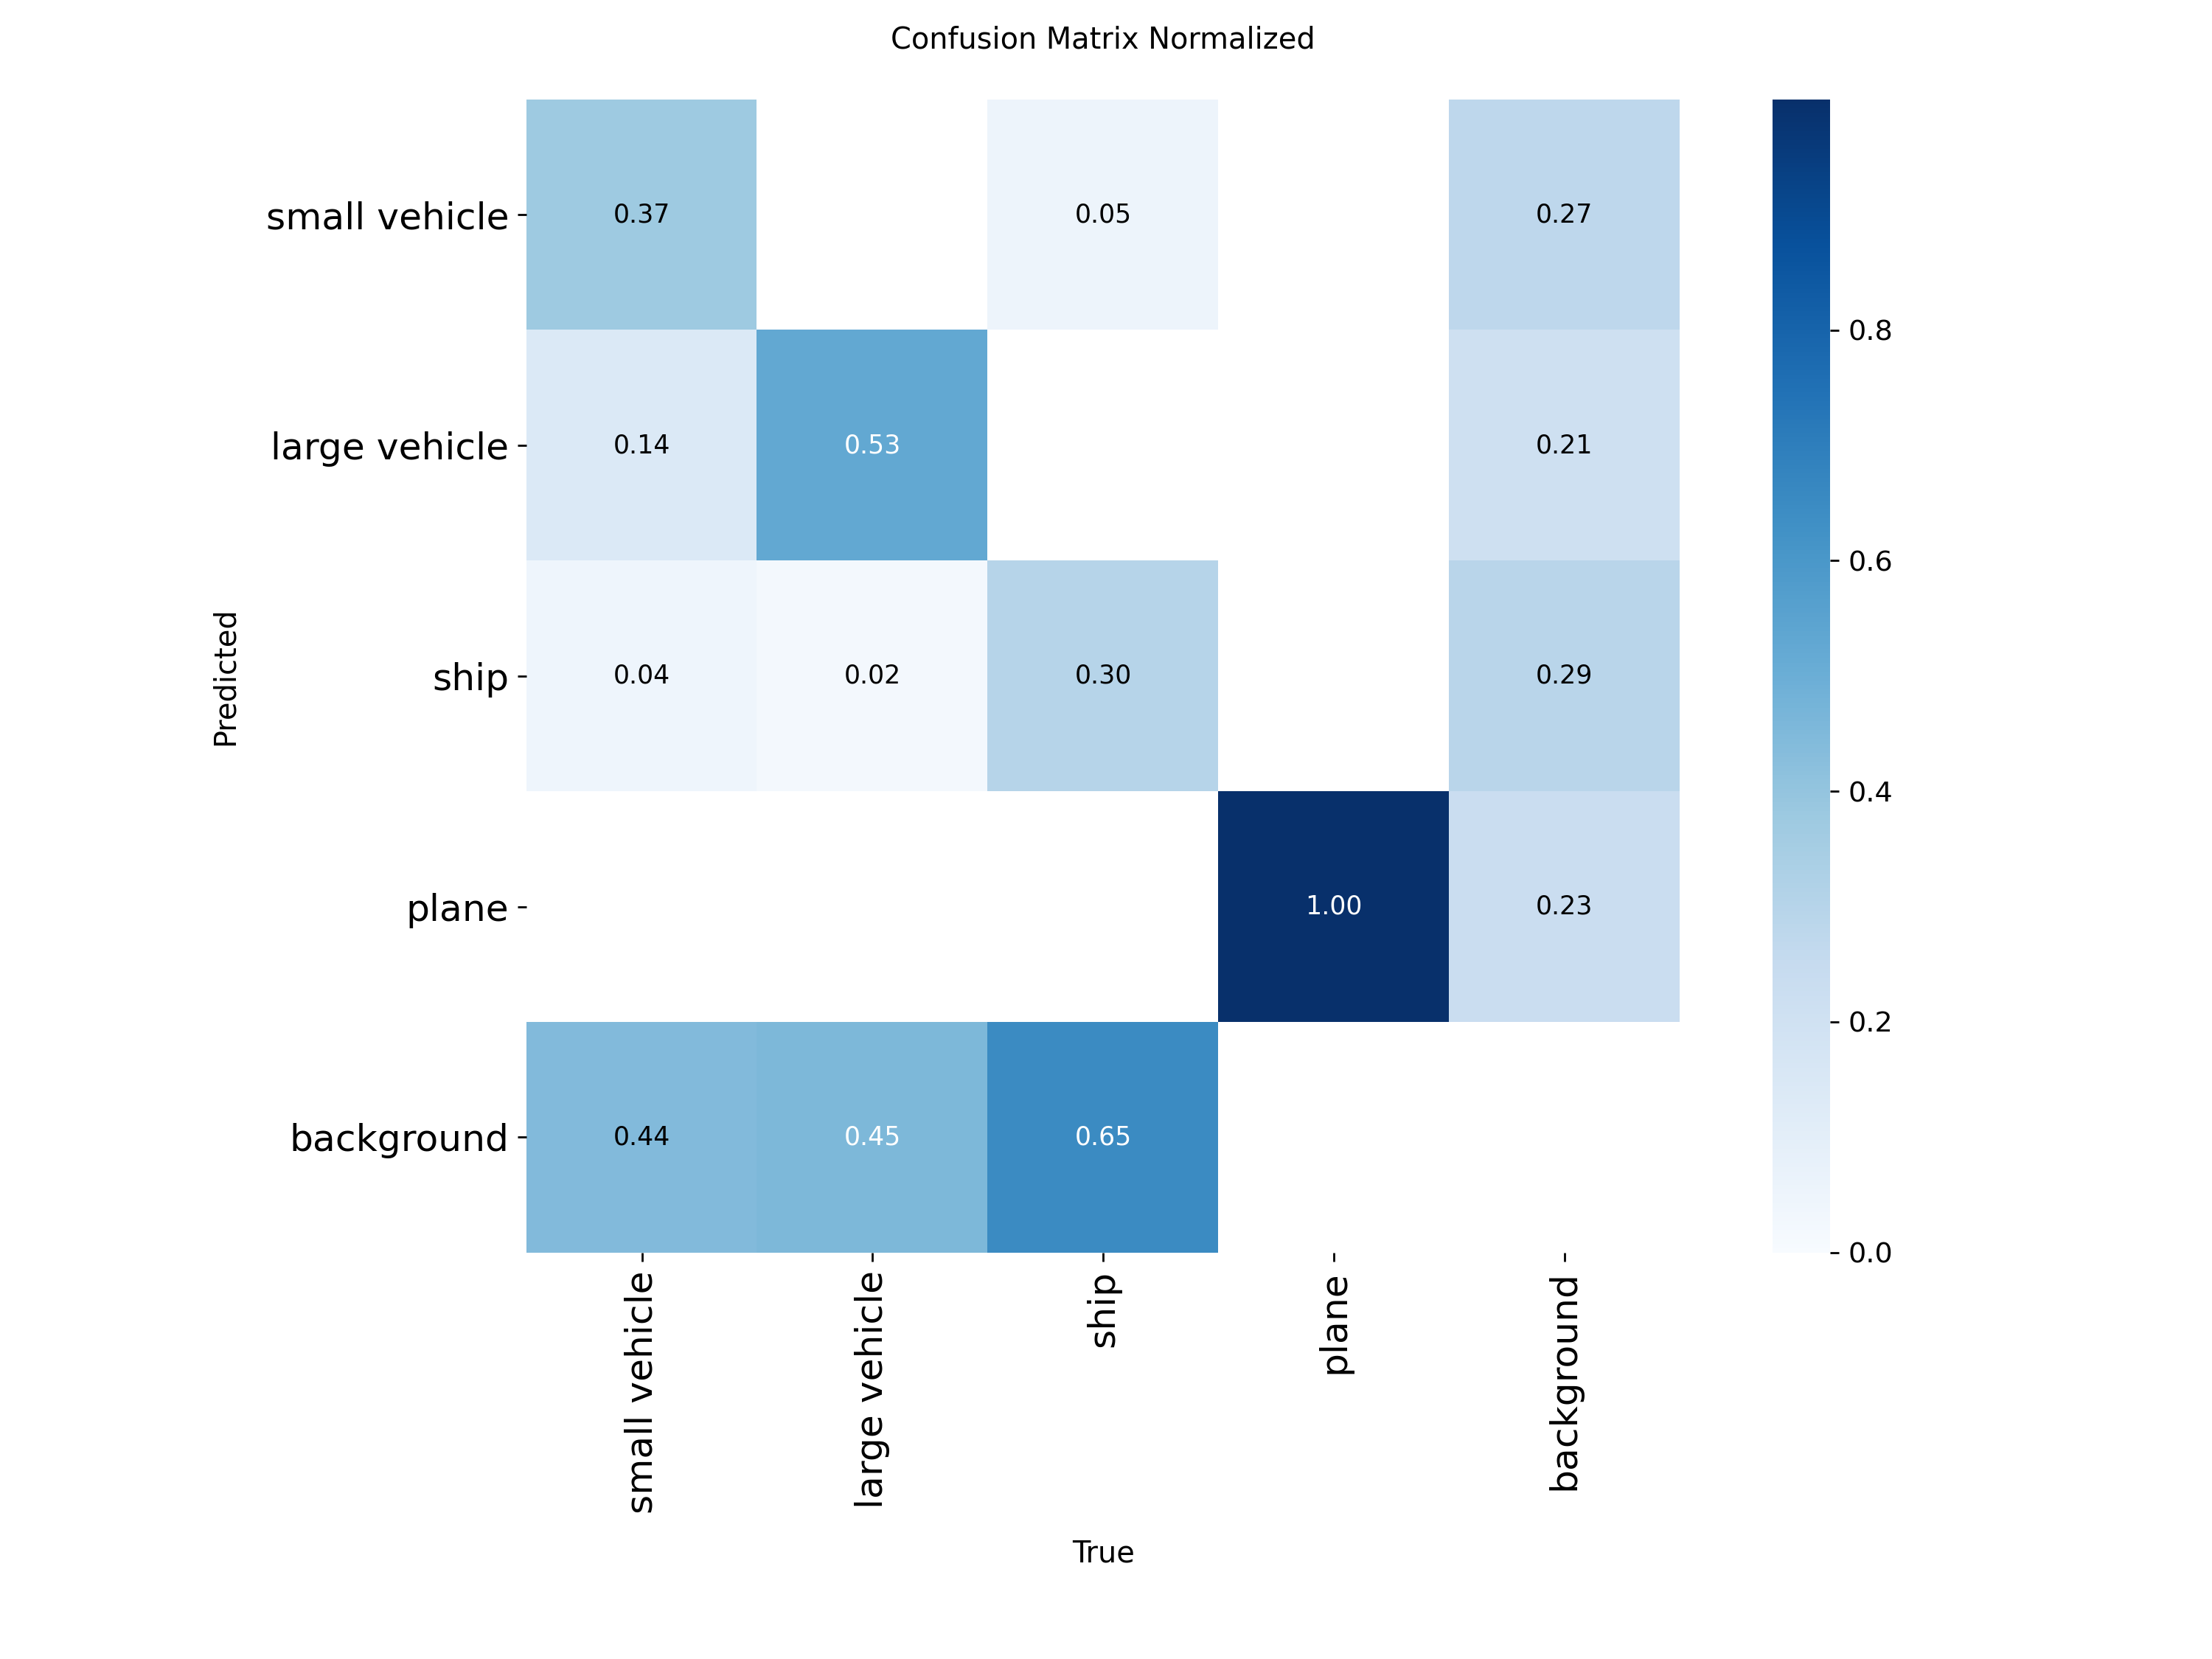 Confusion Matrix Normalized
small vehicle 0.37 0.05 0.27
0.8
large vehicle 0.14 0.53 0.21
0.6
Predicted
ship 0.04 0.02 0.30 0.29
0.4
plane 1.00 0.23
0.2
background 0.44 0.45 0.65
0.0
small vehicle
large vehicle
ship
plane
background
True